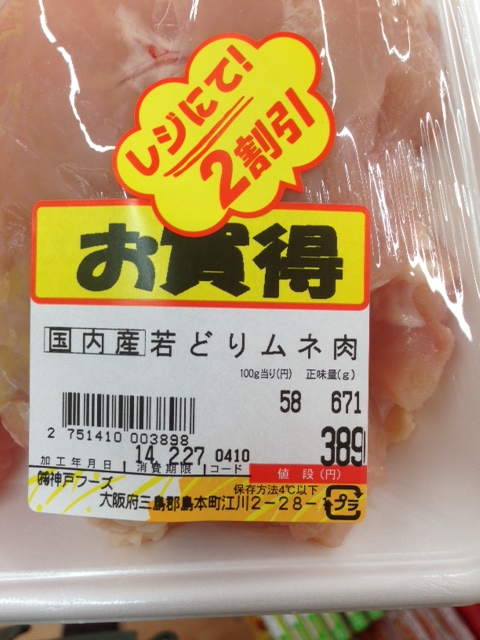 レジにて!
2割引
お買得
国内産若どりムネ肉
100g当り(円) 正味量(g)
58 671
2 751410 003898
389
14.2.27 0410
加工年月日 消費期限 コード 値段(円)
保存方法4℃以下
㈱神戸フーズ
大阪府三島郡島本町江川2-28-
プラ